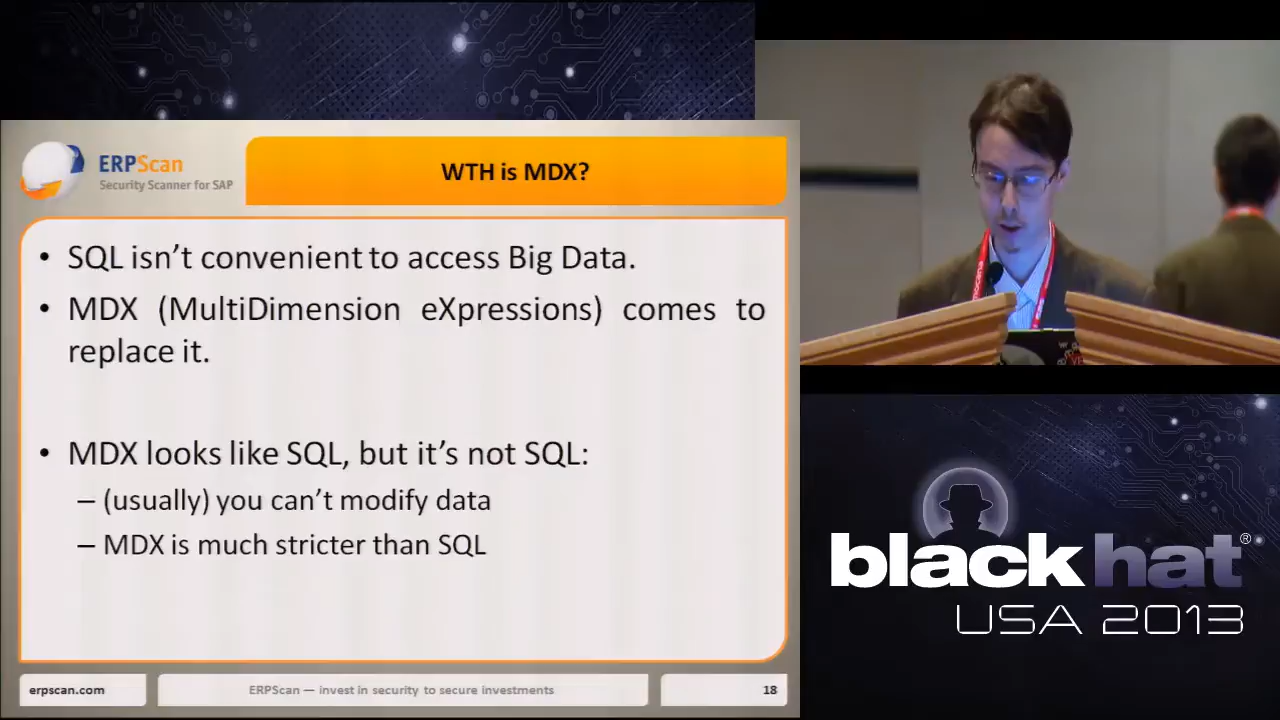 ERPScan
Security Scanner for SAP
WTH is MDX?
• SQL isn't convenient to access Big Data.
• MDX (MultiDimension eXpressions) comes to
replace it.
• MDX looks like SQL, but it's not SQL:
– (usually) you can't modify data
– MDX is much stricter than SQL
erpscan.com
ERPScan — invest in security to secure investments
18
black hat®
USA 2013